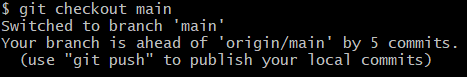 $ git checkout main
Switched to branch 'main'
Your branch is ahead of 'origin/main' by 5 commits.
  (use "git push" to publish your local commits)